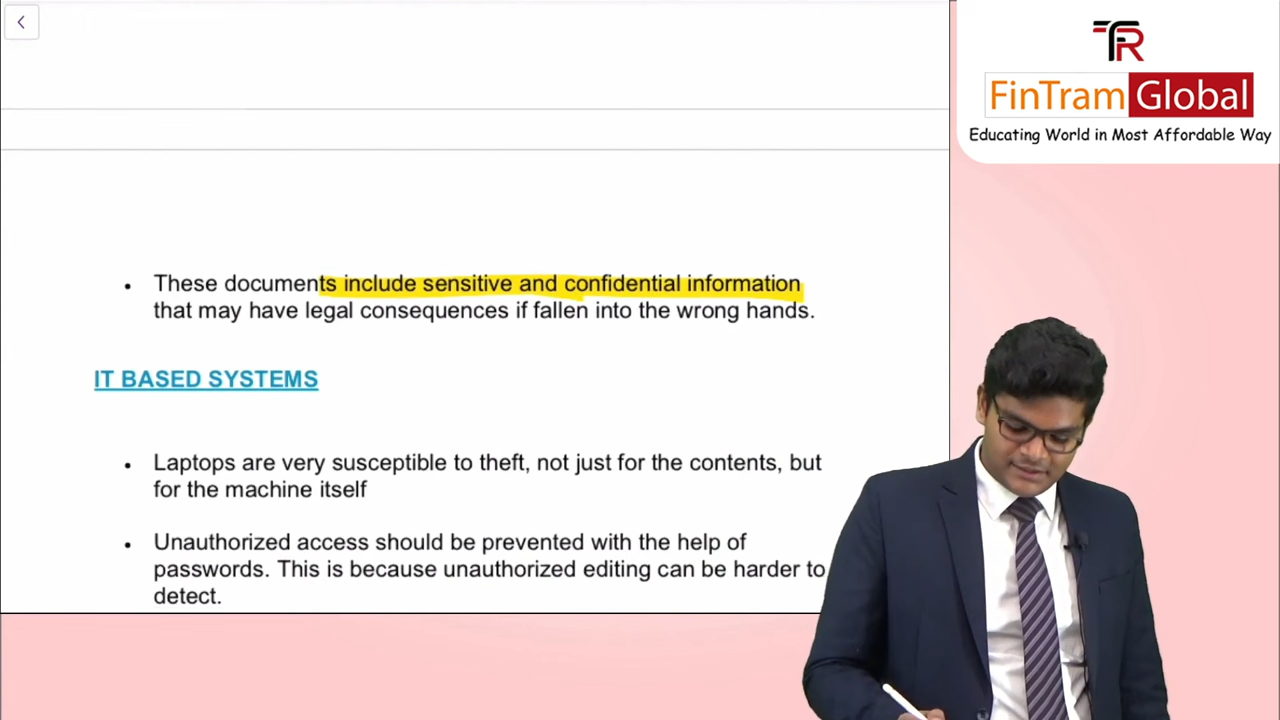 TR
FinTram Global
Educating World in Most Affordable Way
• These documents include sensitive and confidential information
that may have legal consequences if fallen into the wrong hands.
IT BASED SYSTEMS
• Laptops are very susceptible to theft, not just for the contents, but
for the machine itself
• Unauthorized access should be prevented with the help of
passwords. This is because unauthorized editing can be harder to
detect.